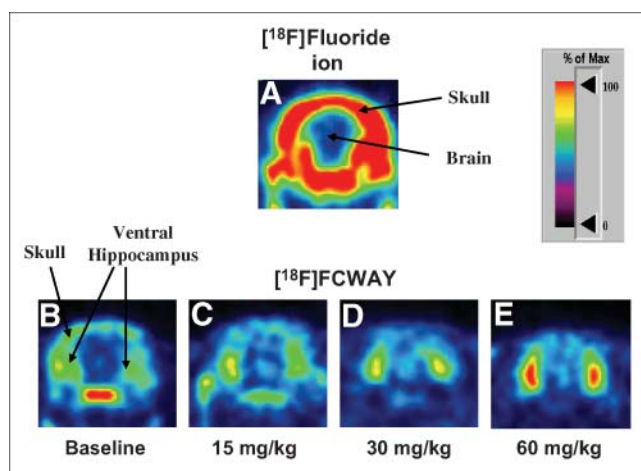 [¹⁸F]Fluoride
ion
% of Max
100
0
A
Skull
Brain
Ventral
Skull Hippocampus
[¹⁸F]FCWAY
B C D E
Baseline 15 mg/kg 30 mg/kg 60 mg/kg